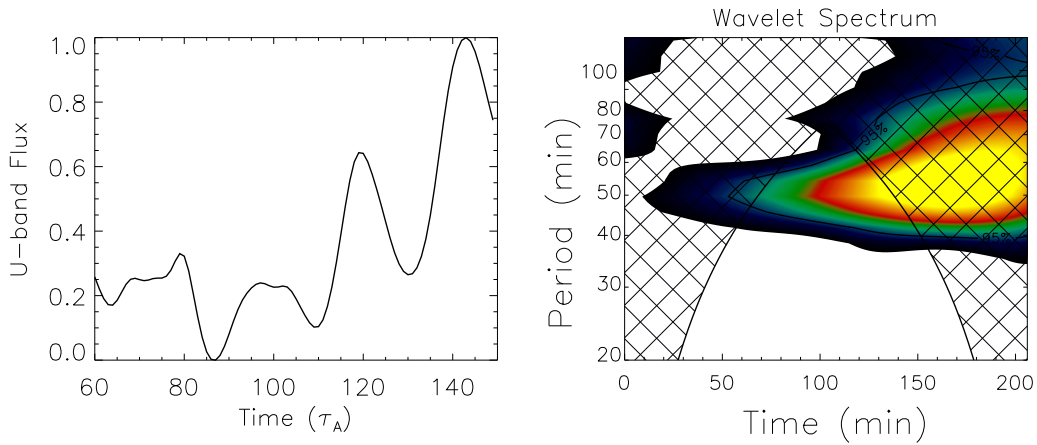 Wavelet Spectrum
U-band Flux
1.0
0.8
0.6
0.4
0.2
0.0
60 80 100 120 140
Time (τA)
Period (min)
100
80
70
60
50
40
30
20
95%
95%
95%
0 50 100 150 200
Time (min)